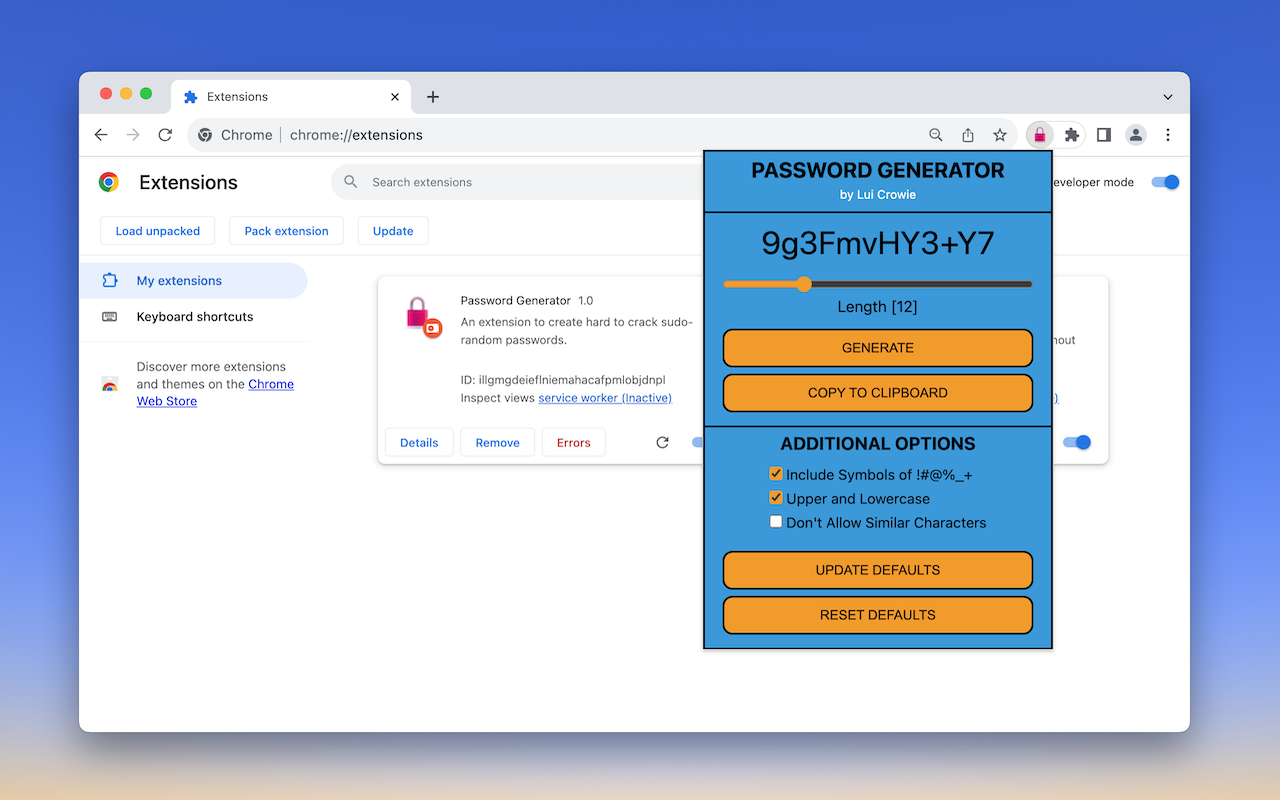 Extensions
Chrome
chrome://extensions
Extensions
Search extensions
eveloper mode
Load unpacked
Pack extension
Update
My extensions
Keyboard shortcuts
Discover more extensions
and themes on the Chrome
Web Store
Password Generator 1.0
An extension to create hard to crack sudo-
random passwords.
ID: illgmgdeieflniemahacafpmlobjdnpl
Inspect views service worker (Inactive)
Details
Remove
Errors
PASSWORD GENERATOR
by Lui Crowie
9g3FmvHY3+Y7
Length [12]
GENERATE
COPY TO CLIPBOARD
ADDITIONAL OPTIONS
Include Symbols of !#@%_+
Upper and Lowercase
Don't Allow Similar Characters
UPDATE DEFAULTS
RESET DEFAULTS